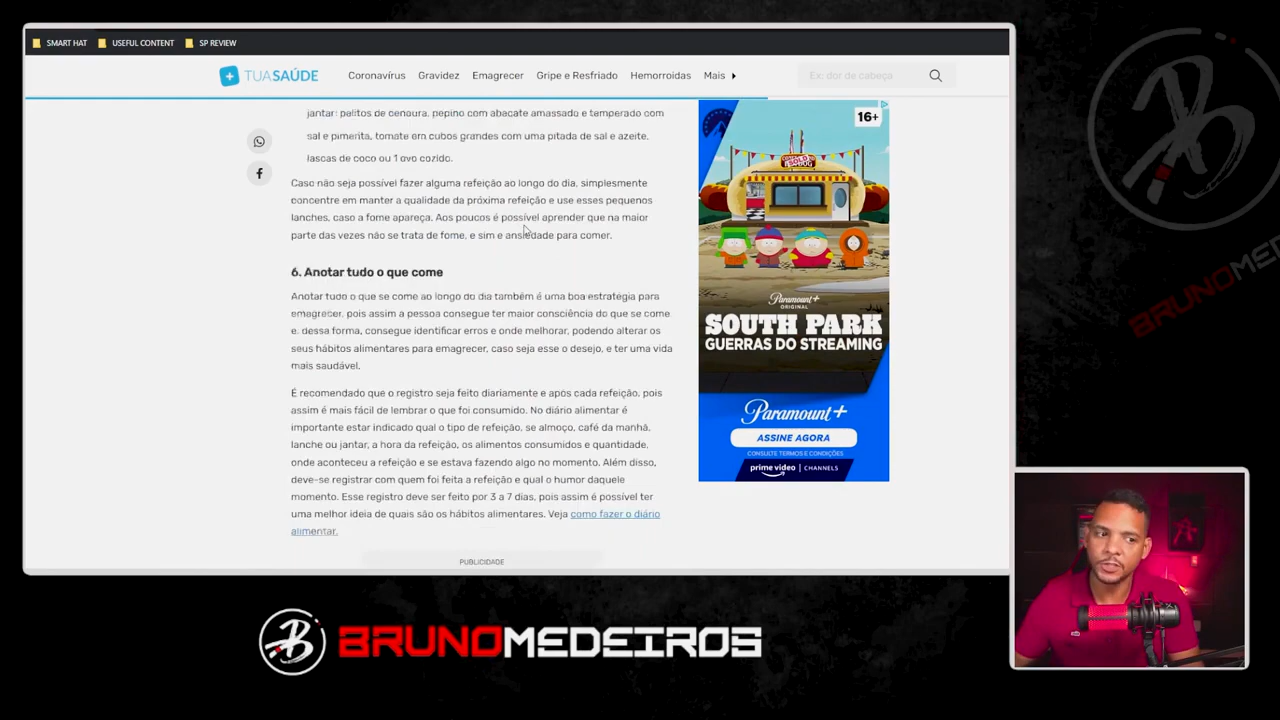 SMART HAT
USEFUL CONTENT
SP REVIEW
TUASAÚDE
Coronavírus
Gravidez
Emagrecer
Gripe e Resfriado
Hemorroidas
Mais
Ex: dor de cabeça
jantar: palitos de cenoura, pepino com abacate amassado e temperado com
sal e pimenta, tomate em cubos grandes com uma pitada de sal e azeite,
lascas de coco ou 1 ovo cozido.
Caso não seja possível fazer alguma refeição ao longo do dia, simplesmente
concentre em manter a qualidade da próxima refeição e use esses pequenos
lanches, caso a fome apareça. Aos poucos é possível aprender que na maior
parte das vezes não se trata de fome, e sim e ansiedade para comer.
6. Anotar tudo o que come
Anotar tudo o que se come ao longo do dia também é uma boa estratégia para
emagrecer, pois assim a pessoa consegue ter maior consciência do que se come
e, dessa forma, consegue identificar erros e onde melhorar, podendo alterar os
seus hábitos alimentares para emagrecer, caso seja esse o desejo, e ter uma vida
mais saudável.
É recomendado que o registro seja feito diariamente e após cada refeição, pois
assim é mais fácil de lembrar o que foi consumido. No diário alimentar é
importante estar indicado qual o tipo de refeição, se almoço, café da manhã,
lanche ou jantar, a hora da refeição, os alimentos consumidos e quantidade,
onde aconteceu a refeição e se estava fazendo algo no momento. Além disso,
deve-se registrar com quem foi feita a refeição e qual o humor daquele
momento. Esse registro deve ser feito por 3 a 7 dias, pois assim é possível ter
uma melhor ideia de quais são os hábitos alimentares. Veja como fazer o diário
alimentar.
PUBLICIDADE
16+
Paramount+
ORIGINAL
SOUTH PARK
GUERRAS DO STREAMING
Paramount+
ASSINE AGORA
CONSULTE TERMOS E CONDIÇÕES
prime video | CHANNELS
B
BRUNOMEDEIROS
B
BRUNOMED